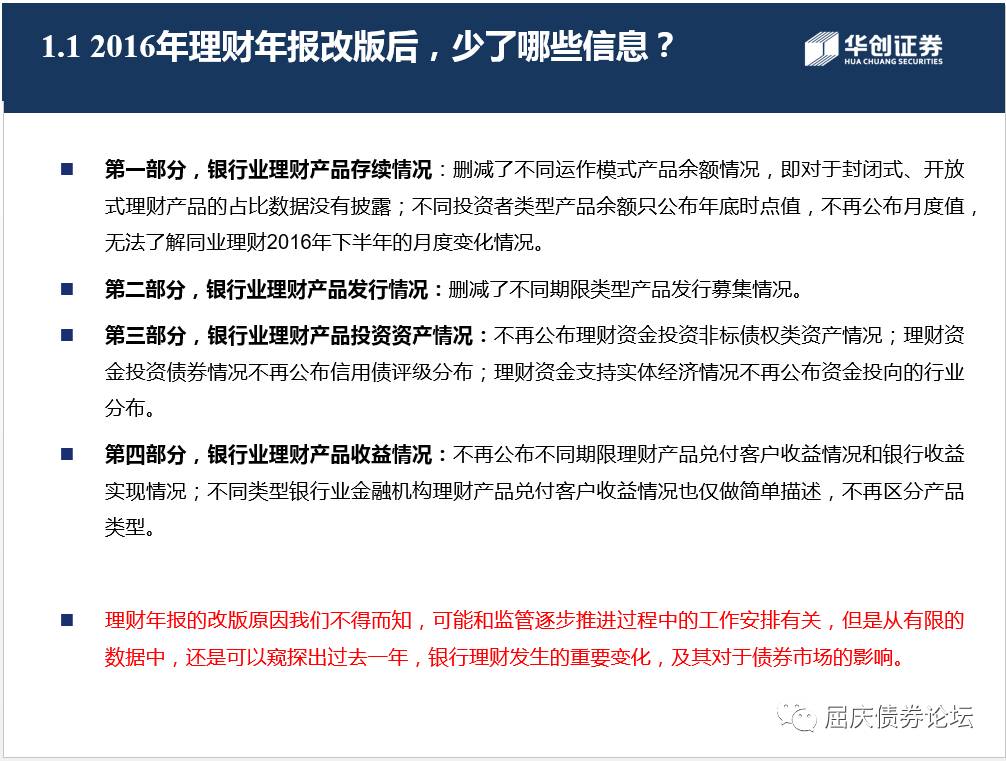 1.1 2016年理财年报改版后，少了哪些信息？
华创证券
HUA CHUANG SECURITIES
■ 第一部分，银行业理财产品存续情况：删减了不同运作模式产品余额情况，即对于封闭式、开放
式理财产品的占比数据没有披露；不同投资者类型产品余额只公布年底时点值，不再公布月度值，
无法了解同业理财2016年下半年的月度变化情况。
■ 第二部分，银行业理财产品发行情况：删减了不同期限类型产品发行募集情况。
■ 第三部分，银行业理财产品投资资产情况：不再公布理财资金投资非标债权类资产情况；理财资
金投资债券情况不再公布信用债评级分布；理财资金支持实体经济情况不再公布资金投向的行业
分布。
■ 第四部分，银行业理财产品收益情况：不再公布不同期限理财产品兑付客户收益情况和银行收益
实现情况；不同类型银行业金融机构理财产品兑付客户收益情况也仅做简单描述，不再区分产品
类型。
■ 理财年报的改版原因我们不得而知，可能和监管逐步推进过程中的工作安排有关，但是从有限的
数据中，还是可以窥探出过去一年，银行理财发生的重要变化，及其对于债券市场的影响。
屈庆债券论坛